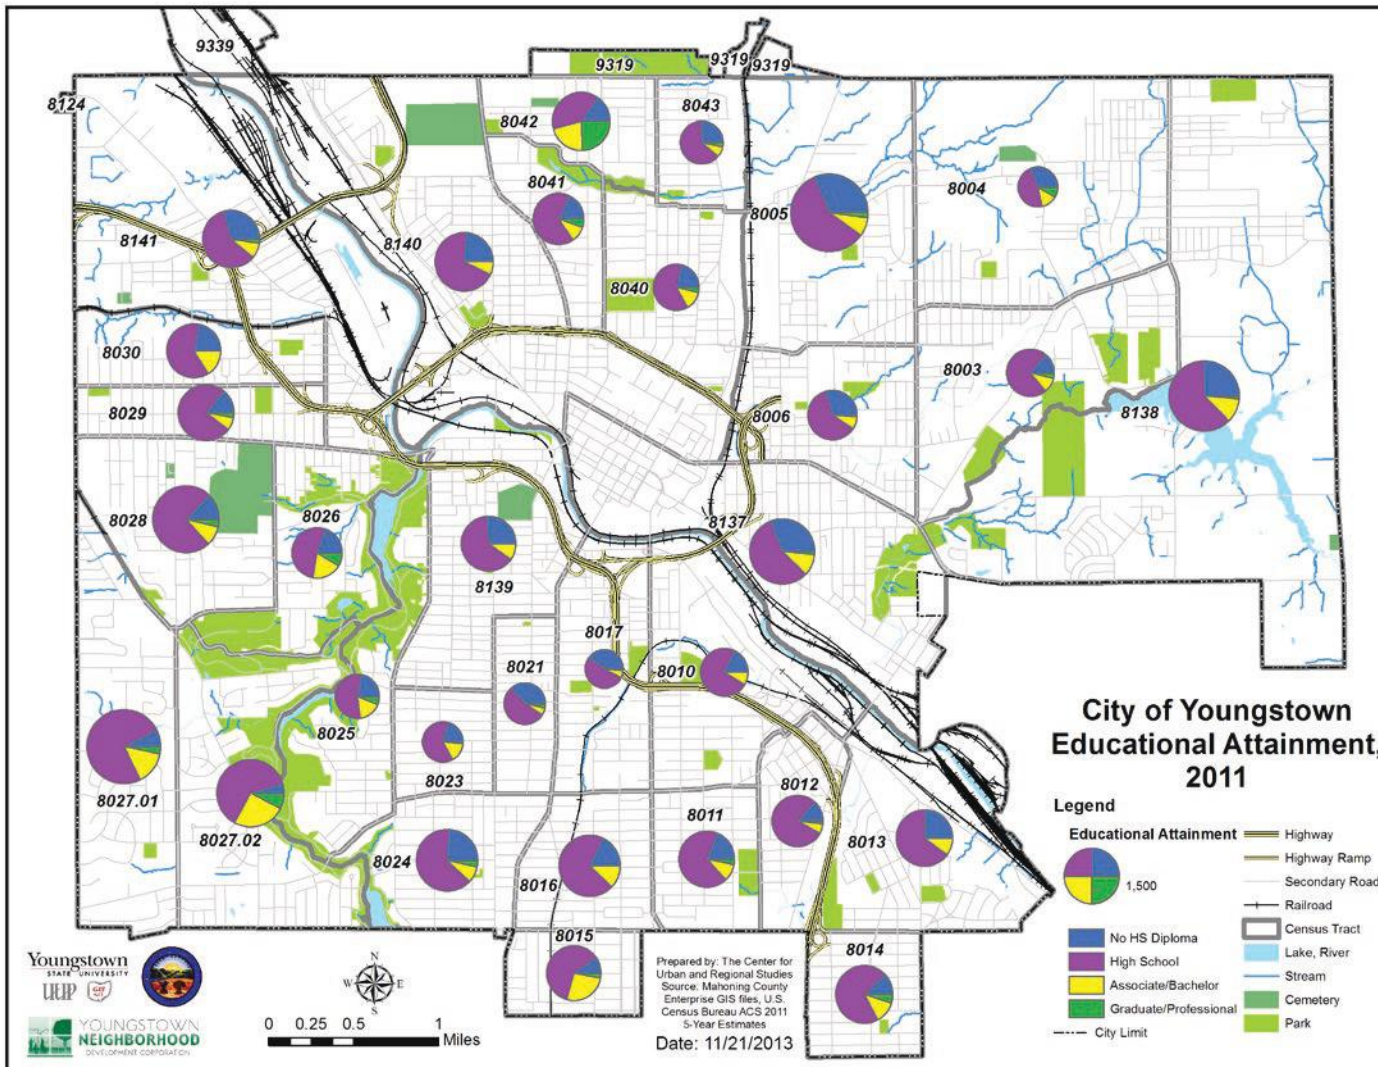 9339
9319
9319
9319
8124
8043
8042
8004
8041
8005
8141
8140
8040
8030
8003
8029
8006
8138
8028
8026
8137
8139
8017
8021
8010
8025
8023
8012
8027.01
8027.02
8024
8011
8013
8016
8015
8014
City of Youngstown
Educational Attainment,
2011
Legend
Educational Attainment
1,500
No HS Diploma
High School
Associate/Bachelor
Graduate/Professional
City Limit
Highway
Highway Ramp
Secondary Road
Railroad
Census Tract
Lake, River
Stream
Cemetery
Park
Youngstown
STATE UNIVERSITY
YOUNGSTOWN
NEIGHBORHOOD
DEVELOPMENT CORPORATION
N
W E
S
0 0.25 0.5 1
Miles
Prepared by: The Center for
Urban and Regional Studies
Source: Mahoning County
Enterprise GIS files, U.S.
Census Bureau ACS 2011
5-Year Estimates
Date: 11/21/2013